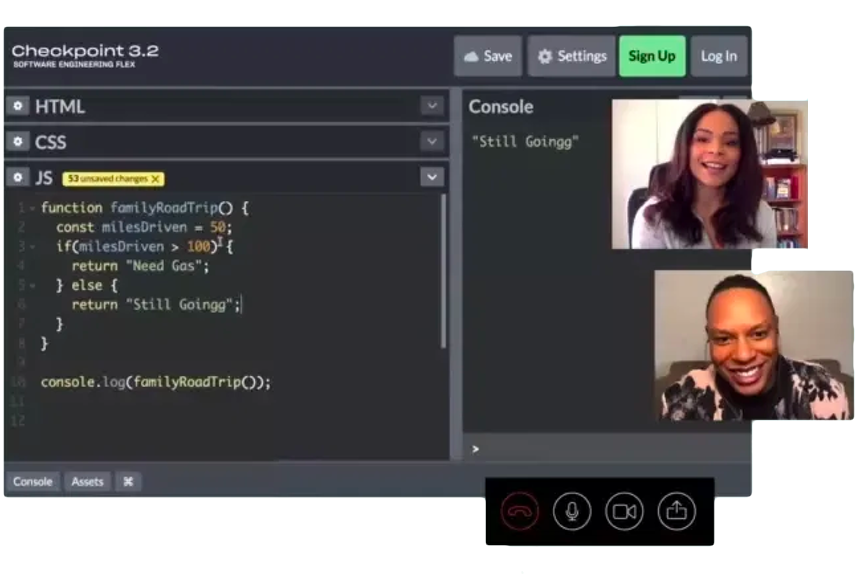 Checkpoint 3.2
SOFTWARE ENGINEERING FLEX
Save
Settings
Sign Up
Log In
HTML
CSS
JS
53 unsaved changes X
1
function familyRoadTrip() {
2
const milesDriven = 50;
3
if(milesDriven > 100) {
4
return "Need Gas";
5
} else {
6
return "Still Goingg";
7
}
8
}
9
10
console.log(familyRoadTrip());
11
12
Console
"Still Goingg"
>
Console
Assets
⌘